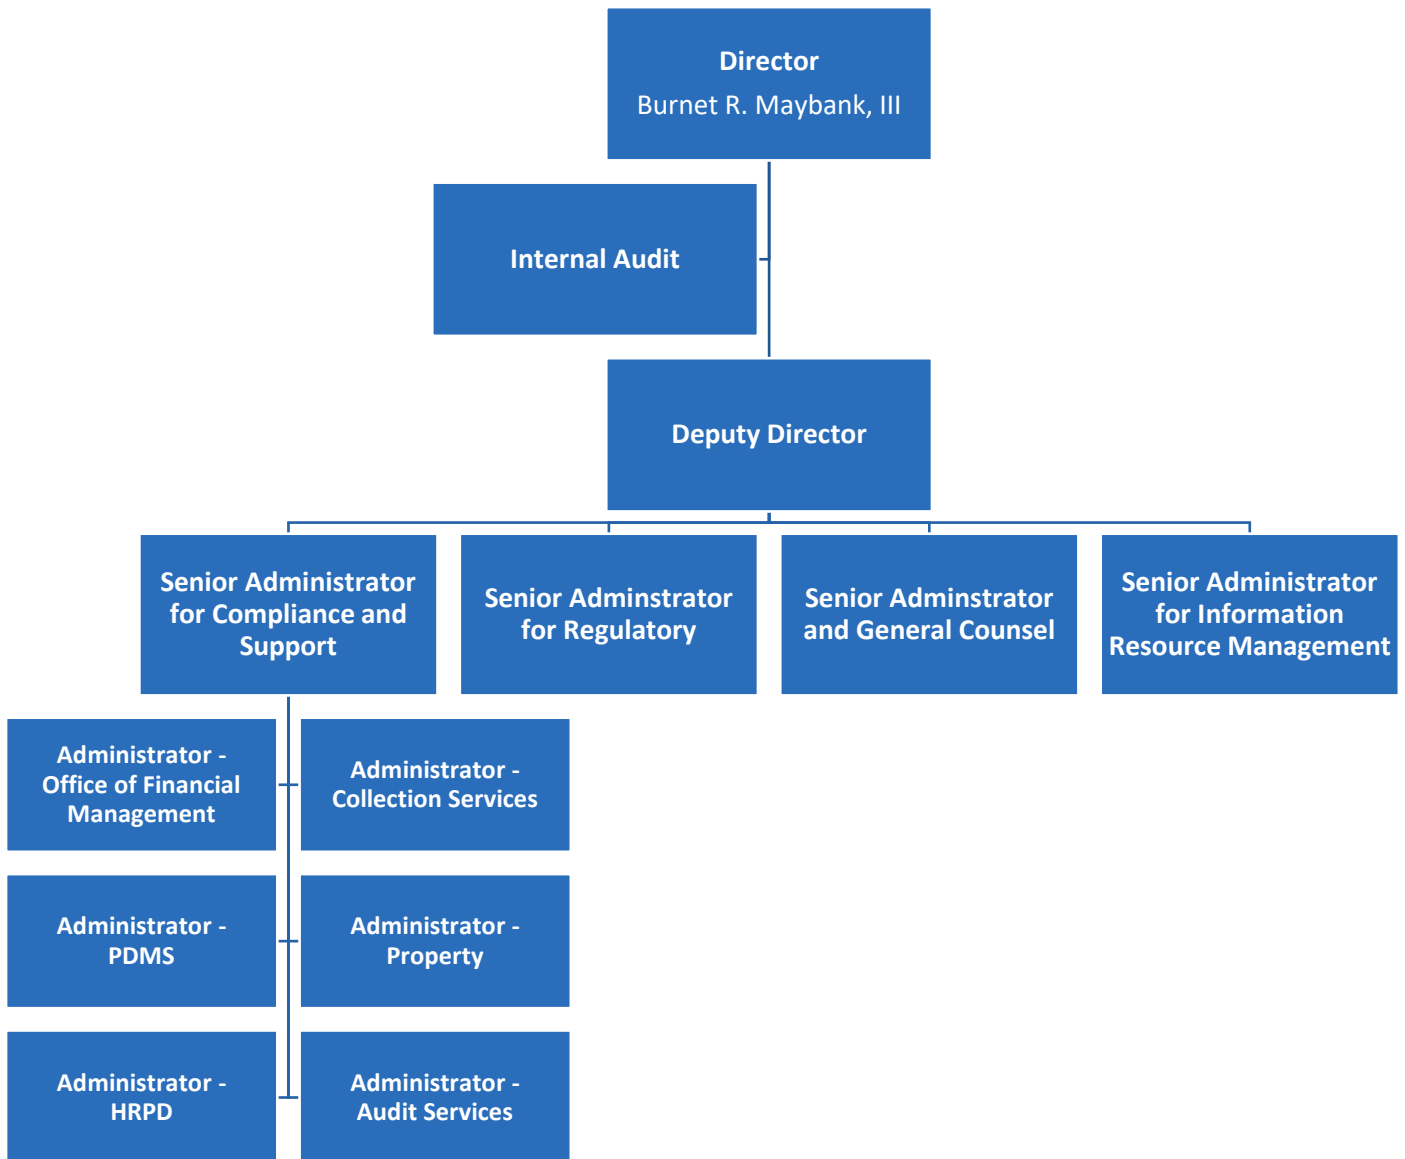 Director
Burnet R. Maybank, III
Internal Audit
Deputy Director
Senior Administrator
for Compliance and
Support
Senior Adminstrator
for Regulatory
Senior Adminstrator
and General Counsel
Senior Administrator
for Information
Resource Management
Administrator -
Office of Financial
Management
Administrator -
Collection Services
Administrator -
PDMS
Administrator -
Property
Administrator -
HRPD
Administrator -
Audit Services